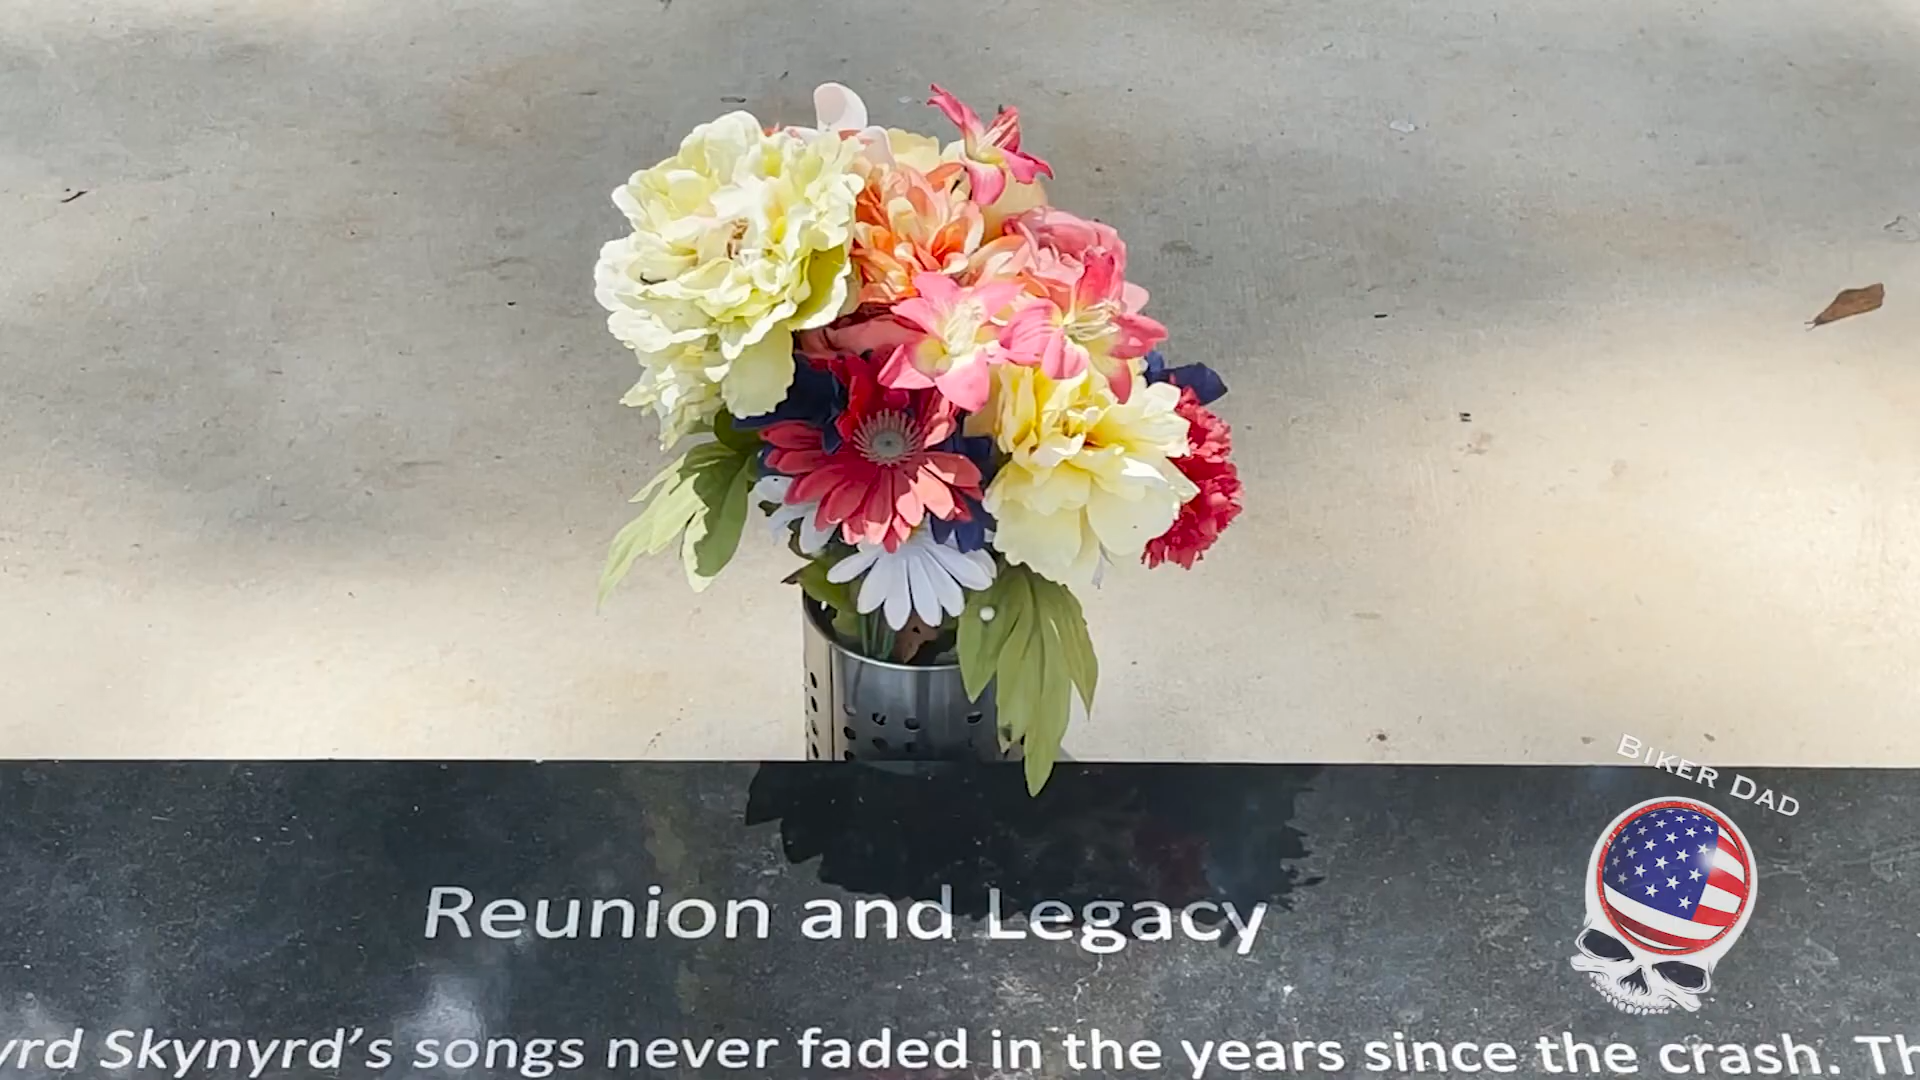 BIKER DAD
Reunion and Legacy
yrd Skynyrd's songs never faded in the years since the crash. Th